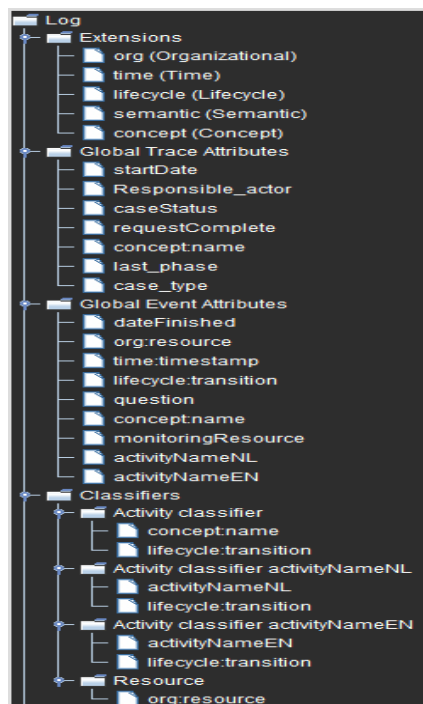 Log
Extensions
org (Organizational)
time (Time)
lifecycle (Lifecycle)
semantic (Semantic)
concept (Concept)
Global Trace Attributes
startDate
Responsible_actor
caseStatus
requestComplete
concept:name
last_phase
case_type
Global Event Attributes
dateFinished
org:resource
time:timestamp
lifecycle:transition
question
concept:name
monitoringResource
activityNameNL
activityNameEN
Classifiers
Activity classifier
concept:name
lifecycle:transition
Activity classifier activityNameNL
activityNameNL
lifecycle:transition
Activity classifier activityNameEN
activityNameEN
lifecycle:transition
Resource
org:resource